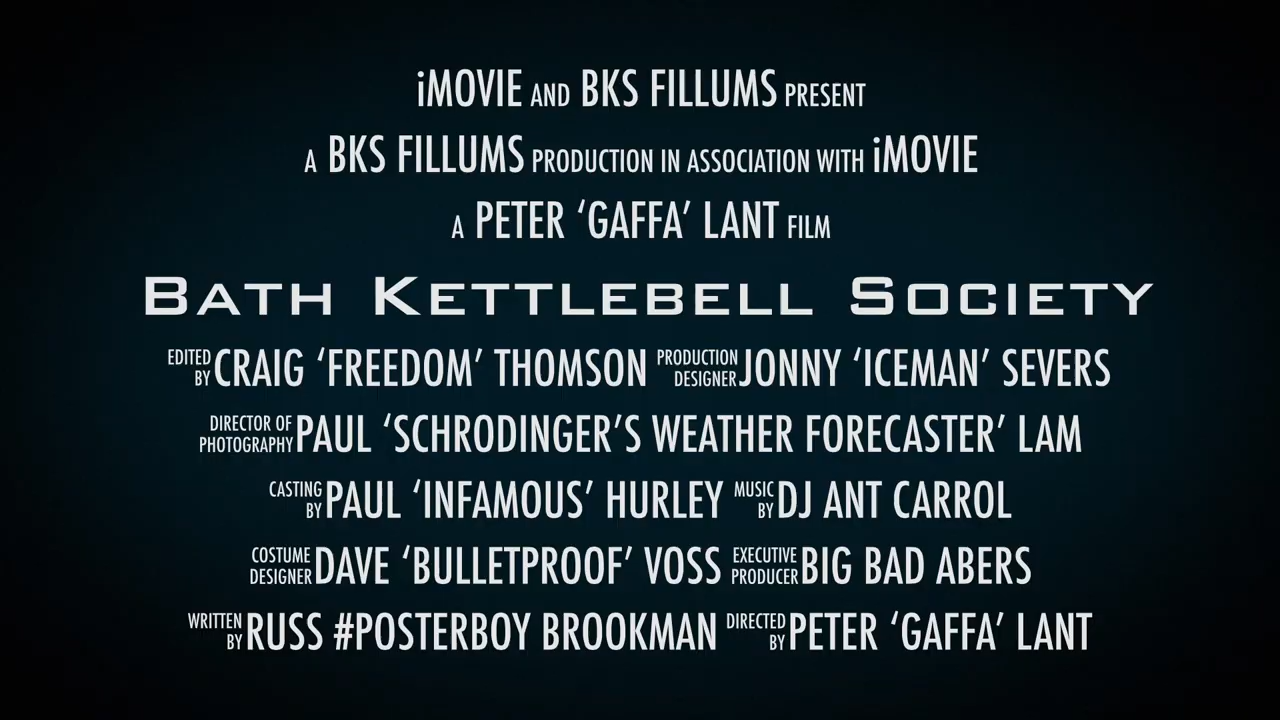 iMOVIE AND BKS FILLUMS PRESENT
A BKS FILLUMS PRODUCTION IN ASSOCIATION WITH iMOVIE
A PETER ‘GAFFA’ LANT FILM
BATH KETTLEBELL SOCIETY
EDITED BY CRAIG ‘FREEDOM’ THOMSON PRODUCTION DESIGNER JONNY ‘ICEMAN’ SEVERS
DIRECTOR OF PHOTOGRAPHY PAUL ‘SCHRODINGER’S WEATHER FORECASTER’ LAM
CASTING BY PAUL ‘INFAMOUS’ HURLEY MUSIC BY DJ ANT CARROL
COSTUME DESIGNER DAVE ‘BULLETPROOF’ VOSS EXECUTIVE PRODUCER BIG BAD ABERS
WRITTEN BY RUSS #POSTERBOY BROOKMAN DIRECTED BY PETER ‘GAFFA’ LANT